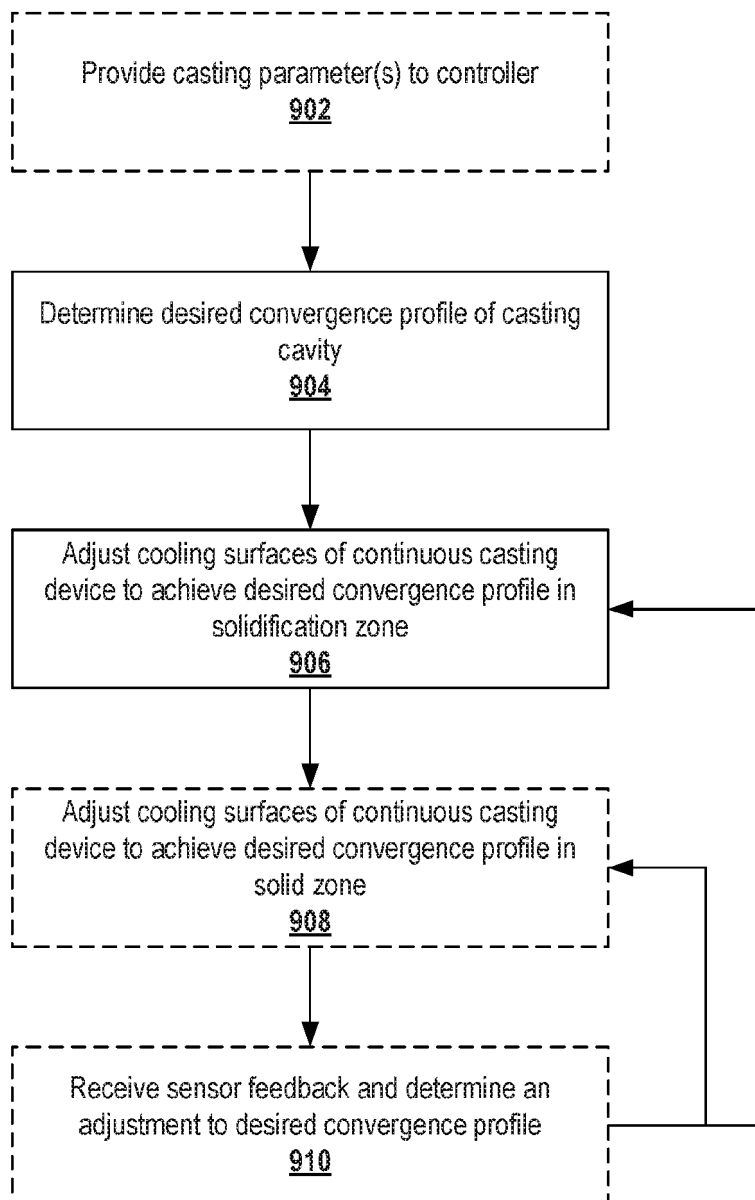 Provide casting parameter(s) to controller
902
Determine desired convergence profile of casting
cavity
904
Adjust cooling surfaces of continuous casting
device to achieve desired convergence profile in
solidification zone
906
Adjust cooling surfaces of continuous casting
device to achieve desired convergence profile in
solid zone
908
Receive sensor feedback and determine an
adjustment to desired convergence profile
910